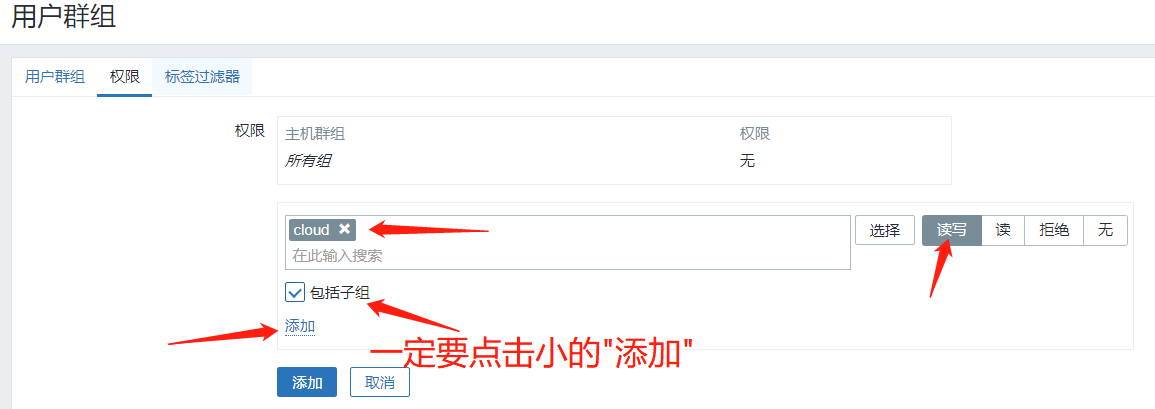 用户群组
用户群组 权限 标签过滤器
权限 主机群组 权限
所有组 无
cloud 选择 读写 读 拒绝 无
在此输入搜索
包括子组
添加
一定要点击小的"添加"
添加 取消